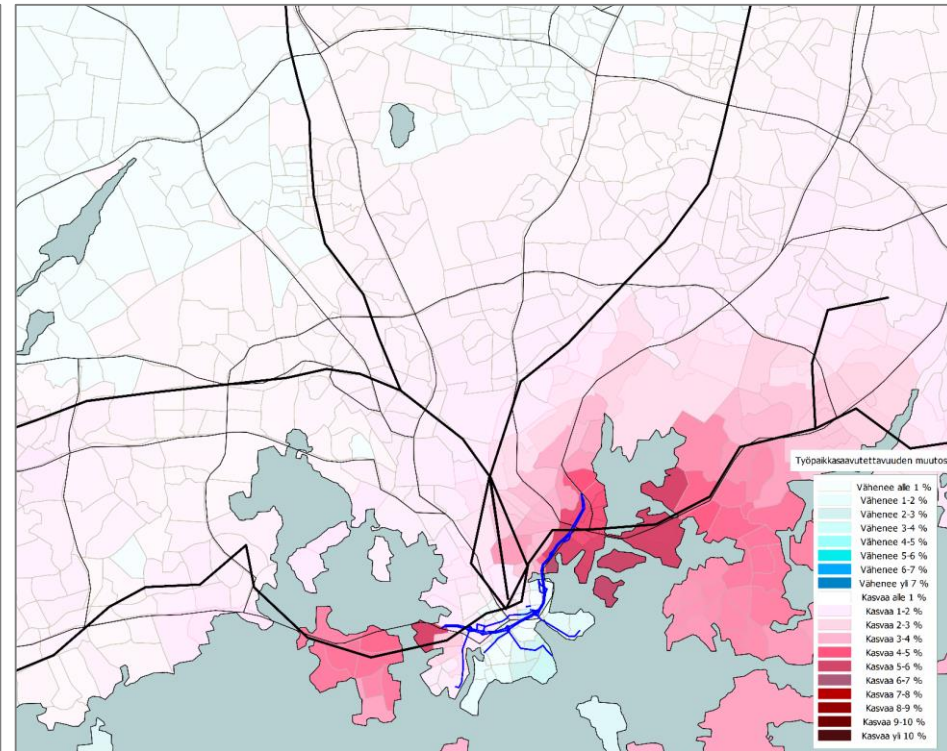 Työpaikkasaavutettavuuden muutos
Vähenee alle 1 %
Vähenee 1-2 %
Vähenee 2-3 %
Vähenee 3-4 %
Vähenee 4-5 %
Vähenee 5-6 %
Vähenee 6-7 %
Vähenee yli 7 %
Kasvaa alle 1 %
Kasvaa 1-2 %
Kasvaa 2-3 %
Kasvaa 3-4 %
Kasvaa 4-5 %
Kasvaa 5-6 %
Kasvaa 6-7 %
Kasvaa 7-8 %
Kasvaa 8-9 %
Kasvaa 9-10 %
Kasvaa yli 10 %